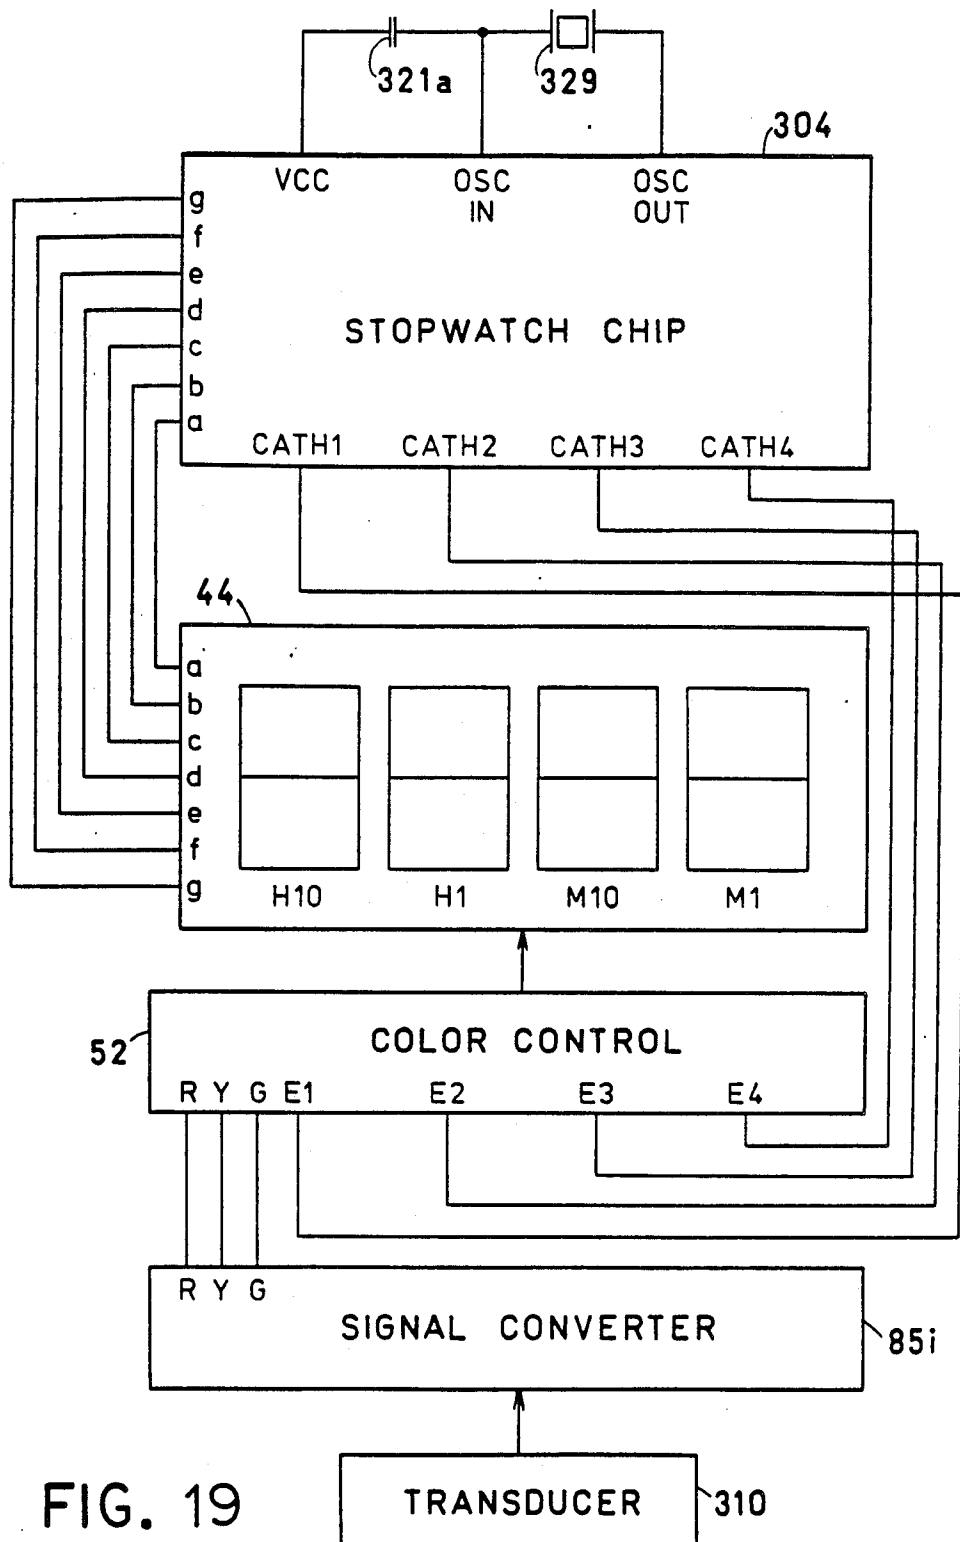 321a 329
304
VCC OSC IN OSC OUT
g
f
e
d
STOPWATCH CHIP
c
b
a
CATH1 CATH2 CATH3 CATH4
44
a
b
c
d
e
f
g
H10 H1 M10 M1
52
COLOR CONTROL
R Y G E1 E2 E3 E4
R Y G
SIGNAL CONVERTER
85i
TRANSDUCER
310
FIG. 19